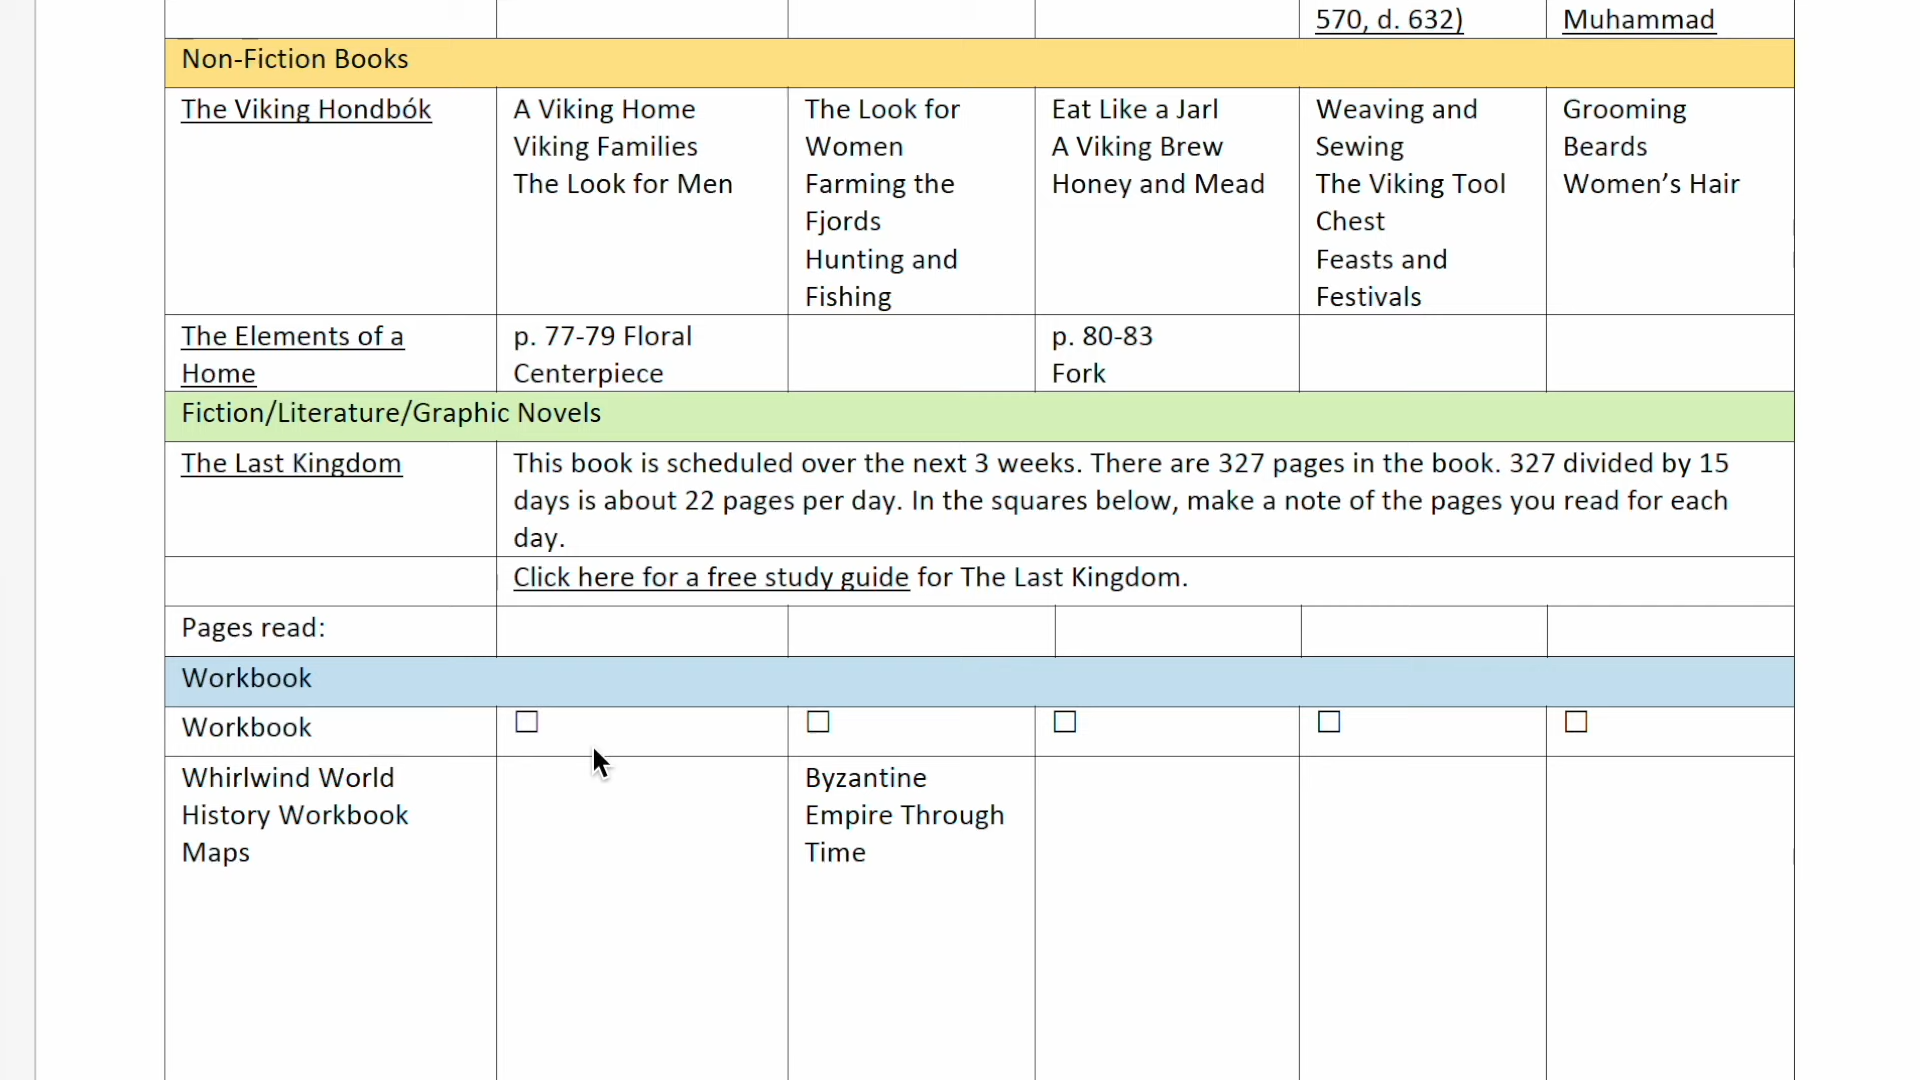 570, d. 632)
Muhammad
Non-Fiction Books
The Viking Hondbók
A Viking Home
Viking Families
The Look for Men
The Look for
Women
Farming the
Fjords
Hunting and
Fishing
Eat Like a Jarl
A Viking Brew
Honey and Mead
Weaving and
Sewing
The Viking Tool
Chest
Feasts and
Festivals
Grooming
Beards
Women’s Hair
The Elements of a
Home
p. 77-79 Floral
Centerpiece
p. 80-83
Fork
Fiction/Literature/Graphic Novels
The Last Kingdom
This book is scheduled over the next 3 weeks. There are 327 pages in the book. 327 divided by 15
days is about 22 pages per day. In the squares below, make a note of the pages you read for each
day.
Click here for a free study guide for The Last Kingdom.
Pages read:
Workbook
Workbook
Whirlwind World
History Workbook
Maps
Byzantine
Empire Through
Time